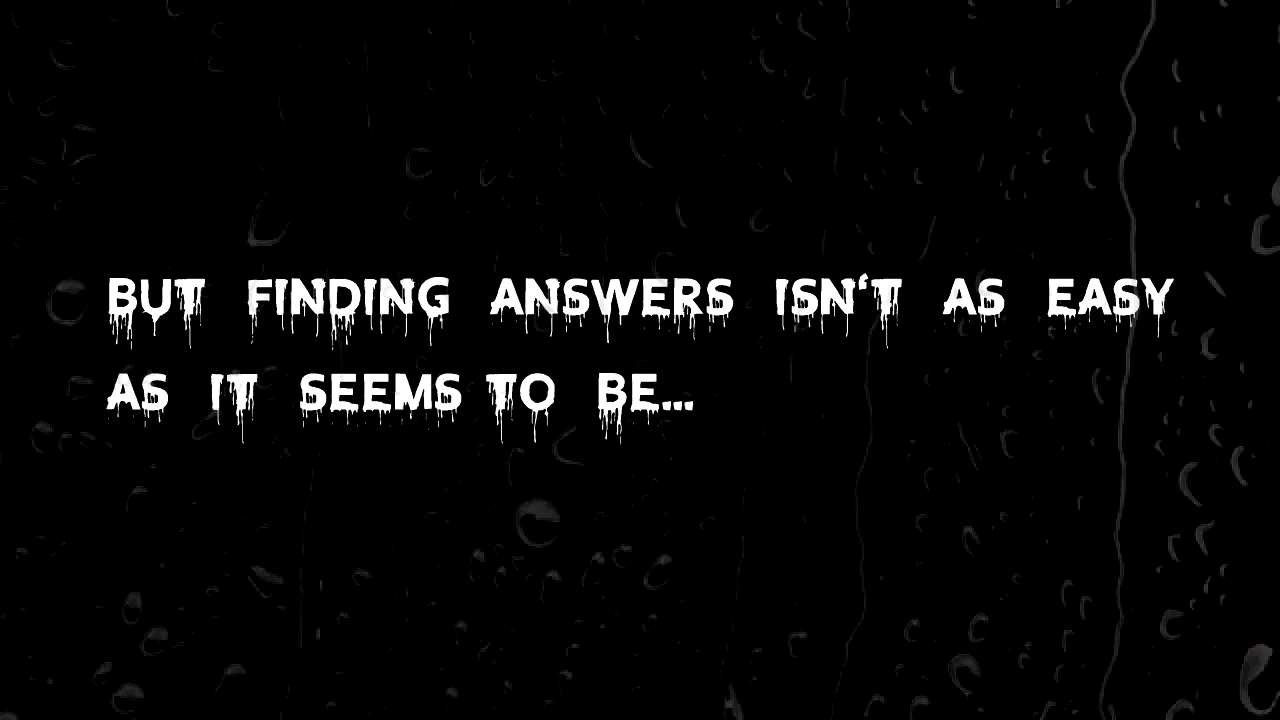 BUT FINDING ANSWERS ISN‘T AS EASY
AS IT SEEMS TO BE...